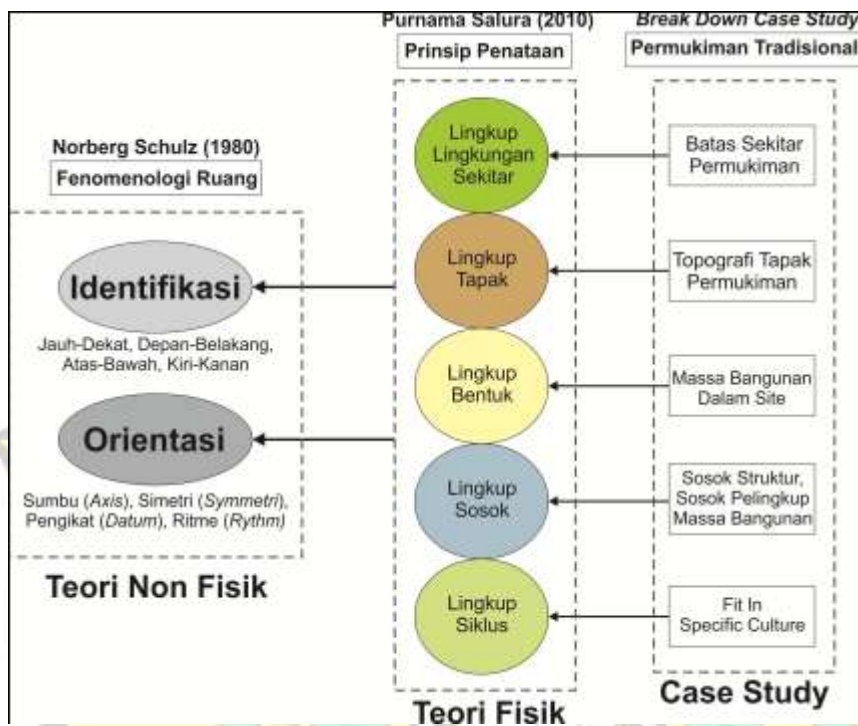 Purnama Salura (2010)
Prinsip Penataan
Break Down Case Study
Permukiman Tradisional
Norberg Schulz (1980)
Fenomenologi Ruang
Identifikasi
Jauh-Dekat, Depan-Belakang,
Atas-Bawah, Kiri-Kanan
Orientasi
Sumbu (Axis), Simetri (Symmetri),
Pengikat (Datum), Ritme (Rythm)
Teori Non Fisik
Lingkup
Lingkungan
Sekitar
Lingkup
Tapak
Lingkup
Bentuk
Lingkup
Sosok
Lingkup
Siklus
Teori Fisik
Batas Sekitar
Permukiman
Topografi Tapak
Permukiman
Massa Bangunan
Dalam Site
Sosok Struktur,
Sosok Pelingkup
Massa Bangunan
Fit In
Specific Culture
Case Study